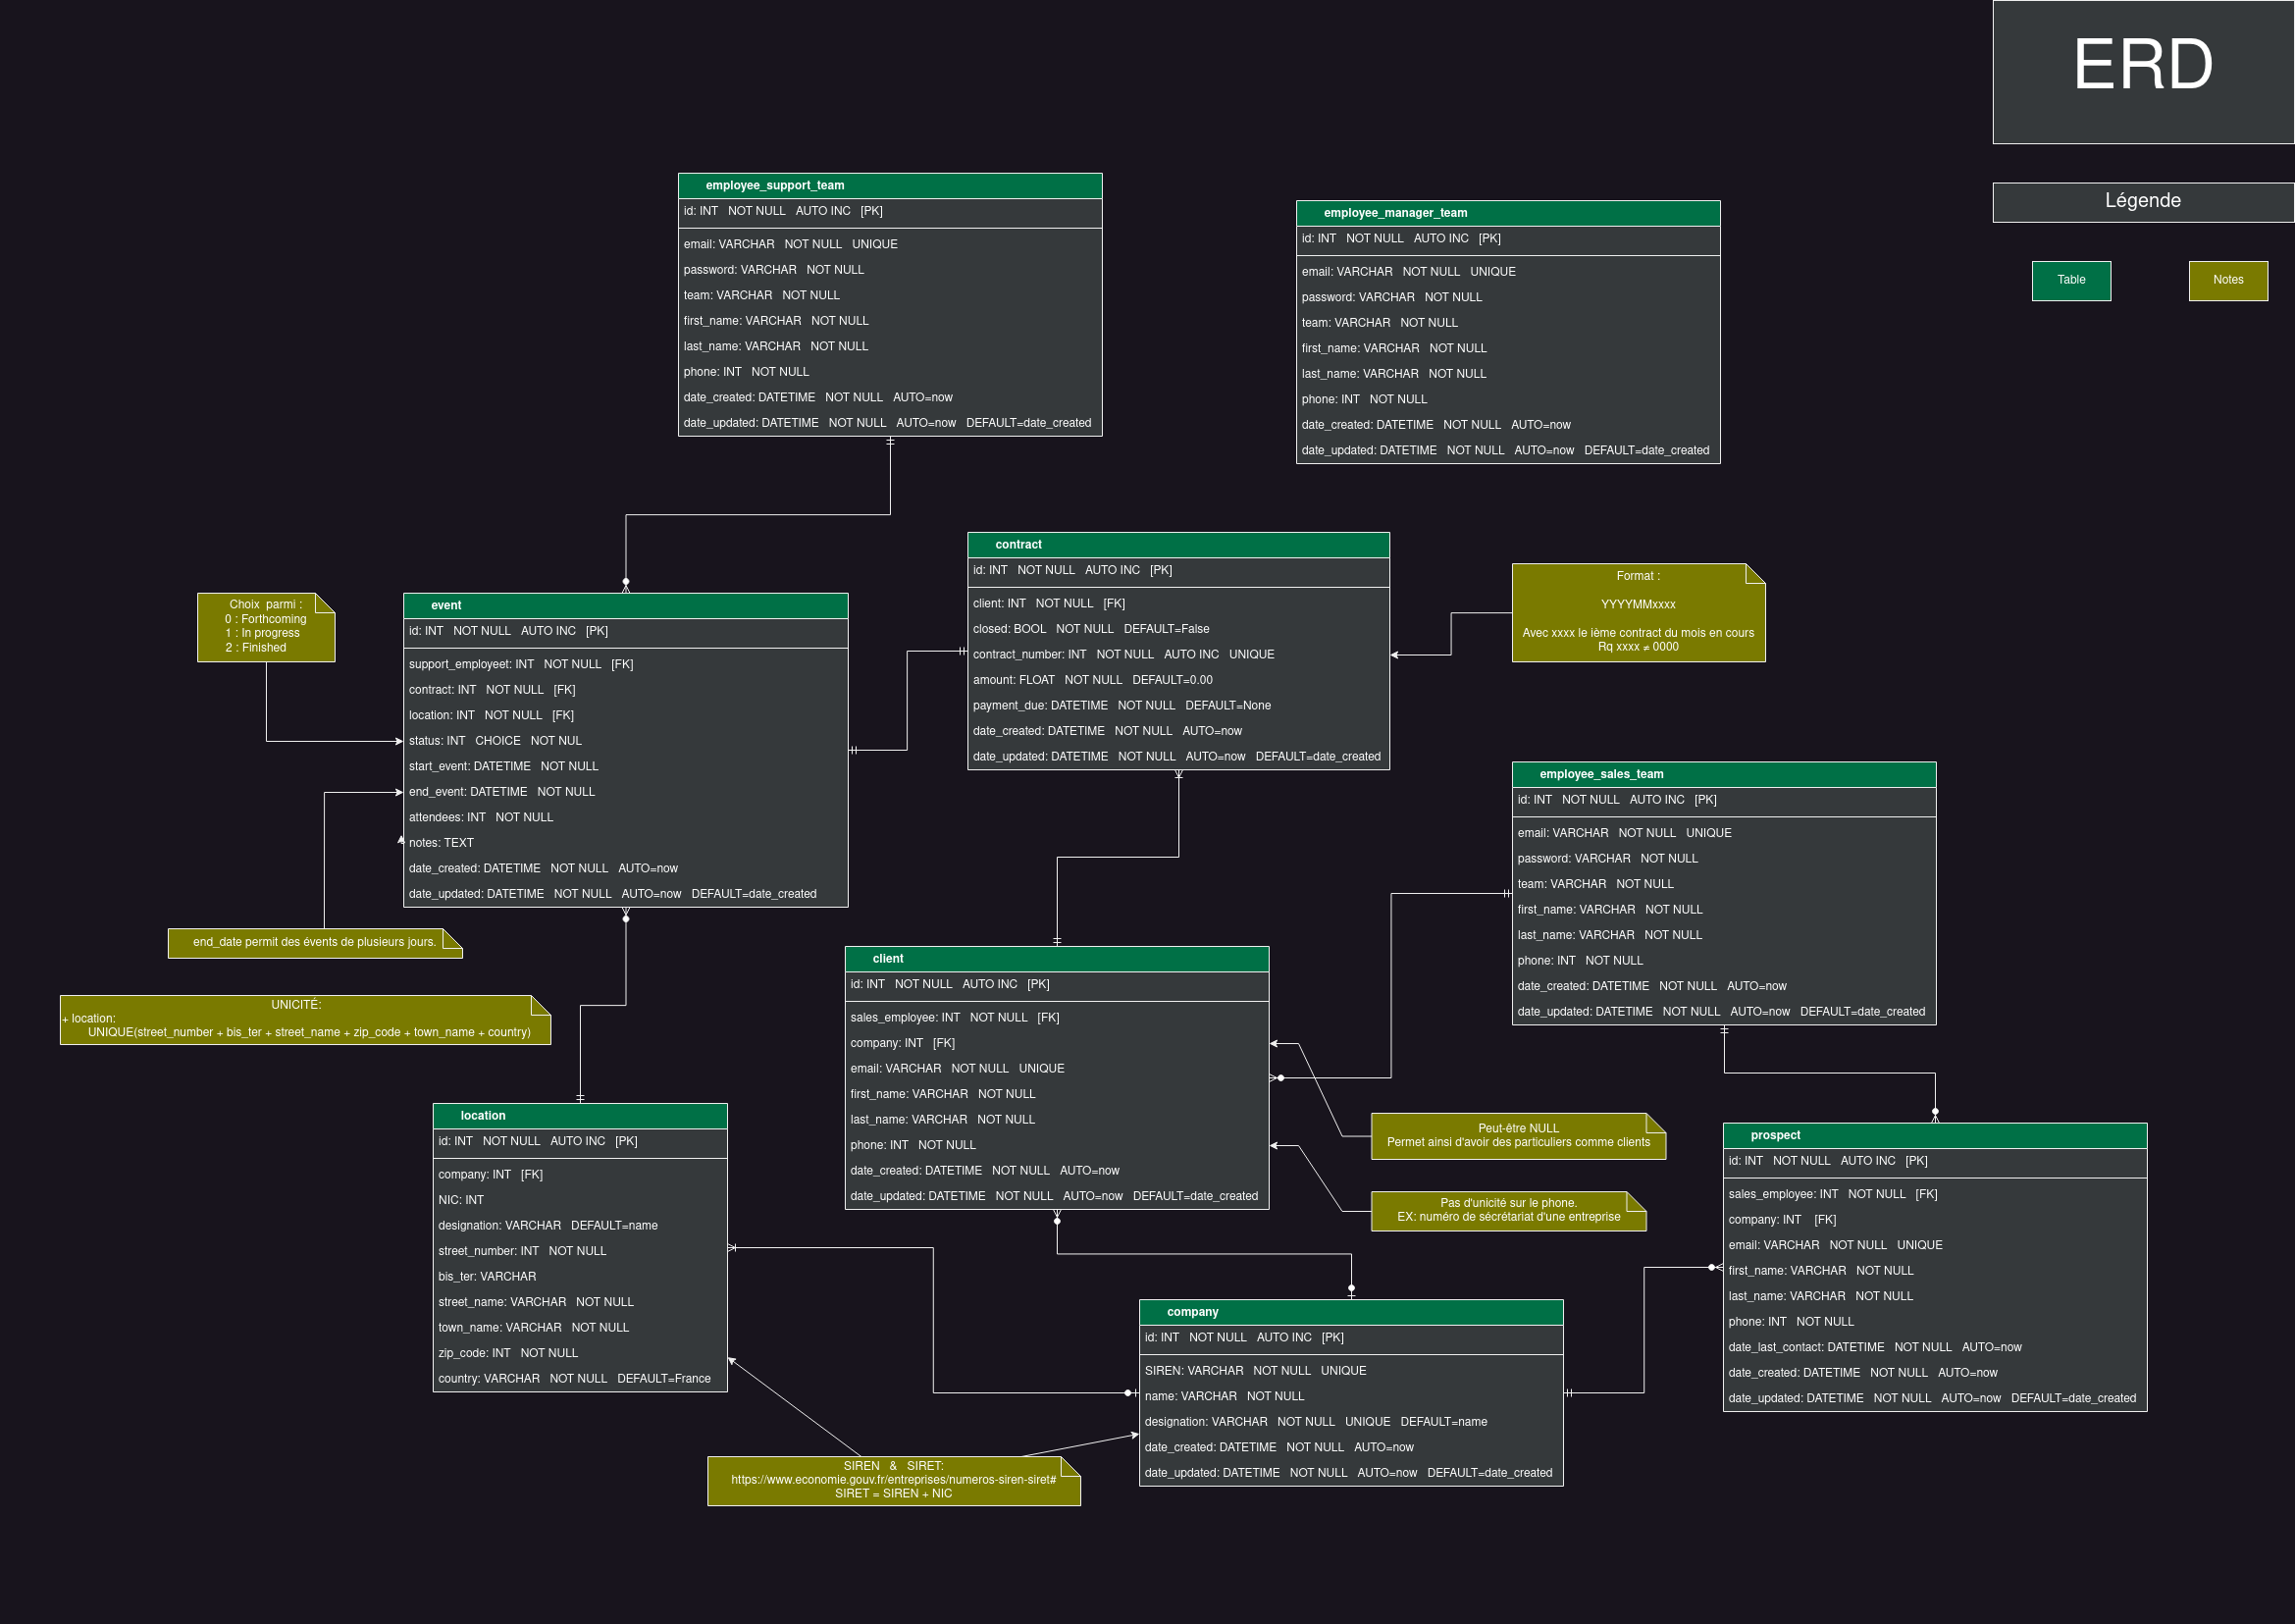 ERD
Légende
Table
Notes
employee_support_team
id: INT NOT NULL AUTO INC [PK]
email: VARCHAR NOT NULL UNIQUE
password: VARCHAR NOT NULL
team: VARCHAR NOT NULL
first_name: VARCHAR NOT NULL
last_name: VARCHAR NOT NULL
phone: INT NOT NULL
date_created: DATETIME NOT NULL AUTO=now
date_updated: DATETIME NOT NULL AUTO=now DEFAULT=date_created
employee_manager_team
id: INT NOT NULL AUTO INC [PK]
email: VARCHAR NOT NULL UNIQUE
password: VARCHAR NOT NULL
team: VARCHAR NOT NULL
first_name: VARCHAR NOT NULL
last_name: VARCHAR NOT NULL
phone: INT NOT NULL
date_created: DATETIME NOT NULL AUTO=now
date_updated: DATETIME NOT NULL AUTO=now DEFAULT=date_created
contract
id: INT NOT NULL AUTO INC [PK]
client: INT NOT NULL [FK]
closed: BOOL NOT NULL DEFAULT=False
contract_number: INT NOT NULL AUTO INC UNIQUE
amount: FLOAT NOT NULL DEFAULT=0.00
payment_due: DATETIME NOT NULL DEFAULT=None
date_created: DATETIME NOT NULL AUTO=now
date_updated: DATETIME NOT NULL AUTO=now DEFAULT=date_created
Format :
YYYYMMxxxx
Avec xxxx le ième contract du mois en cours
Rq xxxx ≠ 0000
Choix parmi :
0 : Forthcoming
1 : In progress
2 : Finished
event
id: INT NOT NULL AUTO INC [PK]
support_employeet: INT NOT NULL [FK]
contract: INT NOT NULL [FK]
location: INT NOT NULL [FK]
status: INT CHOICE NOT NUL
start_event: DATETIME NOT NULL
end_event: DATETIME NOT NULL
attendees: INT NOT NULL
notes: TEXT
date_created: DATETIME NOT NULL AUTO=now
date_updated: DATETIME NOT NULL AUTO=now DEFAULT=date_created
end_date permit des évents de plusieurs jours.
UNICITÉ:
+ location:
UNIQUE(street_number + bis_ter + street_name + zip_code + town_name + country)
employee_sales_team
id: INT NOT NULL AUTO INC [PK]
email: VARCHAR NOT NULL UNIQUE
password: VARCHAR NOT NULL
team: VARCHAR NOT NULL
first_name: VARCHAR NOT NULL
last_name: VARCHAR NOT NULL
phone: INT NOT NULL
date_created: DATETIME NOT NULL AUTO=now
date_updated: DATETIME NOT NULL AUTO=now DEFAULT=date_created
client
id: INT NOT NULL AUTO INC [PK]
sales_employee: INT NOT NULL [FK]
company: INT [FK]
email: VARCHAR NOT NULL UNIQUE
first_name: VARCHAR NOT NULL
last_name: VARCHAR NOT NULL
phone: INT NOT NULL
date_created: DATETIME NOT NULL AUTO=now
date_updated: DATETIME NOT NULL AUTO=now DEFAULT=date_created
Peut-être NULL
Permet ainsi d'avoir des particuliers comme clients
Pas d'unicité sur le phone.
EX: numéro de sécrétariat d'une entreprise
location
id: INT NOT NULL AUTO INC [PK]
company: INT [FK]
NIC: INT
designation: VARCHAR DEFAULT=name
street_number: INT NOT NULL
bis_ter: VARCHAR
street_name: VARCHAR NOT NULL
town_name: VARCHAR NOT NULL
zip_code: INT NOT NULL
country: VARCHAR NOT NULL DEFAULT=France
prospect
id: INT NOT NULL AUTO INC [PK]
sales_employee: INT NOT NULL [FK]
company: INT [FK]
email: VARCHAR NOT NULL UNIQUE
first_name: VARCHAR NOT NULL
last_name: VARCHAR NOT NULL
phone: INT NOT NULL
date_last_contact: DATETIME NOT NULL AUTO=now
date_created: DATETIME NOT NULL AUTO=now
date_updated: DATETIME NOT NULL AUTO=now DEFAULT=date_created
company
id: INT NOT NULL AUTO INC [PK]
SIREN: VARCHAR NOT NULL UNIQUE
name: VARCHAR NOT NULL
designation: VARCHAR NOT NULL UNIQUE DEFAULT=name
date_created: DATETIME NOT NULL AUTO=now
date_updated: DATETIME NOT NULL AUTO=now DEFAULT=date_created
SIREN & SIRET:
https://www.economie.gouv.fr/entreprises/numeros-siren-siret#
SIRET = SIREN + NIC